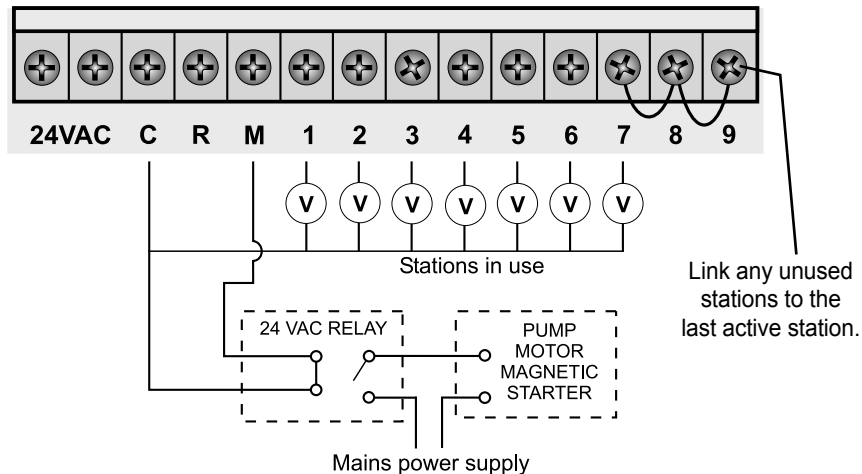 24VAC C R M 1 2 3 4 5 6 7 8 9
V V V V V V V
Stations in use
Link any unused
stations to the
last active station.
24 VAC RELAY
PUMP
MOTOR
MAGNETIC
STARTER
Mains power supply